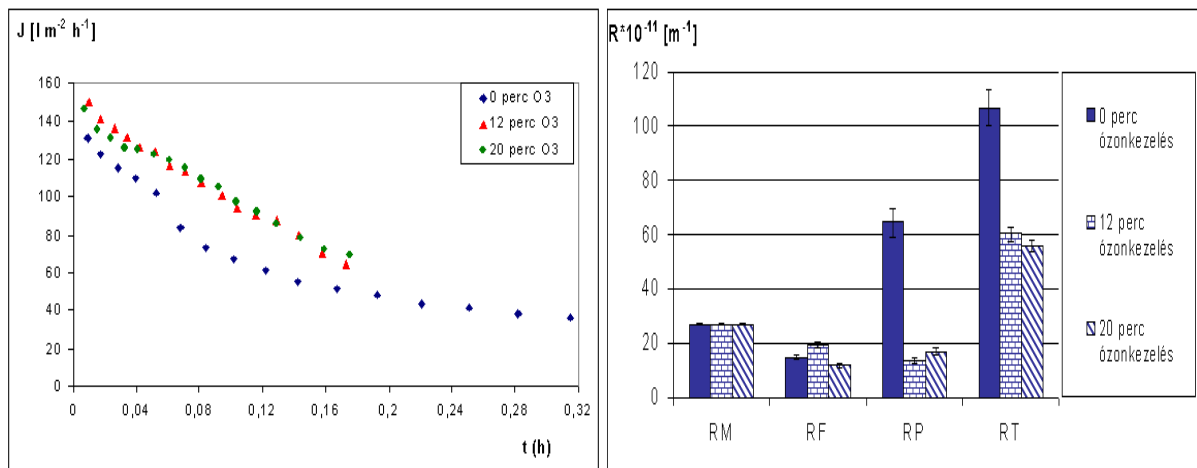 J [l m⁻² h⁻¹]
160
140
120
100
80
60
40
20
0
0 0,04 0,08 0,12 0,16 0,2 0,24 0,28 0,32
t (h)
0 perc O3
12 perc O3
20 perc O3
R*10⁻¹¹ [m⁻¹]
120
100
80
60
40
20
0
RM RF RP RT
0 perc
ózonkezelés
12 perc
ózonkezelés
20 perc
ózonkezelés